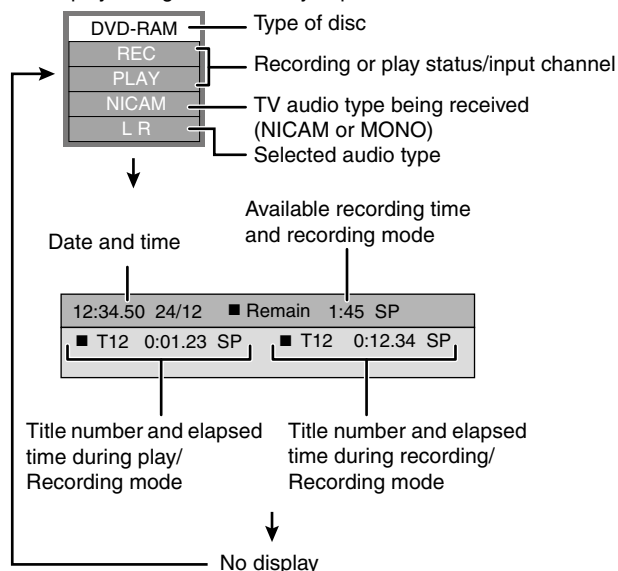 DVD-RAM
Type of disc
REC
PLAY
Recording or play status/input channel
NICAM
TV audio type being received
(NICAM or MONO)
L R
Selected audio type
Available recording time
and recording mode
Date and time
12:34.50 24/12 ■ Remain 1:45 SP
■ T12 0:01.23 SP ■ T12 0:12.34 SP
Title number and elapsed
time during play/
Recording mode
Title number and elapsed
time during recording/
Recording mode
No display